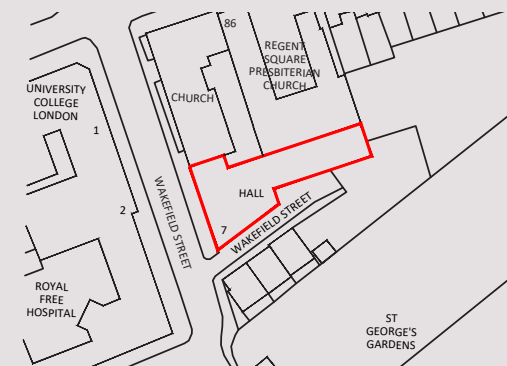 86
REGENT
SQUARE
PRESBYTERIAN
CHURCH
UNIVERSITY
COLLEGE
LONDON
CHURCH
1
HALL
WAKEFIELD STREET
2
7
WAKEFIELD STREET
ROYAL
FREE
HOSPITAL
ST
GEORGE'S
GARDENS